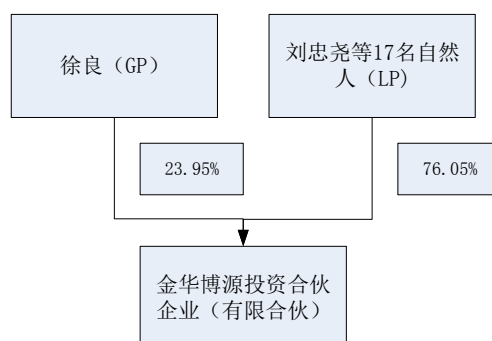 徐良（GP）
刘忠尧等17名自然
人（LP)
23.95%
76.05%
金华博源投资合伙
企业（有限合伙）